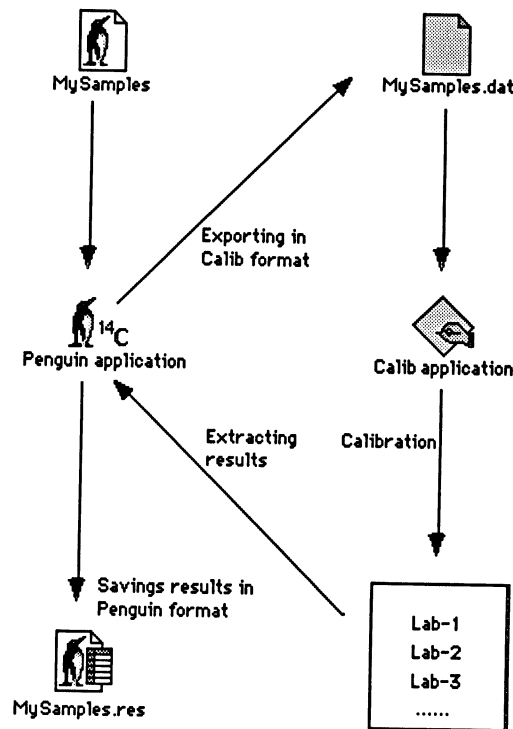 MySamples
MySamples.dat
Exporting in
Calib format
14C
Penguin application
Calib application
Extracting
results
Calibration
Savings results in
Penguin format
MySamples.res
Lab-1
Lab-2
Lab-3
......